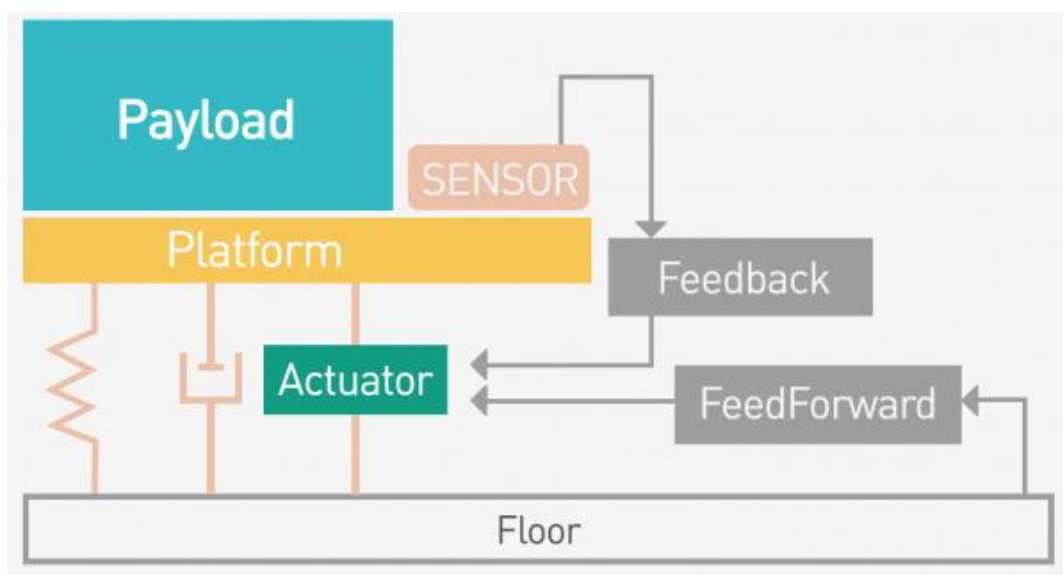 Payload
SENSOR
Platform
Feedback
Actuator
FeedForward
Floor